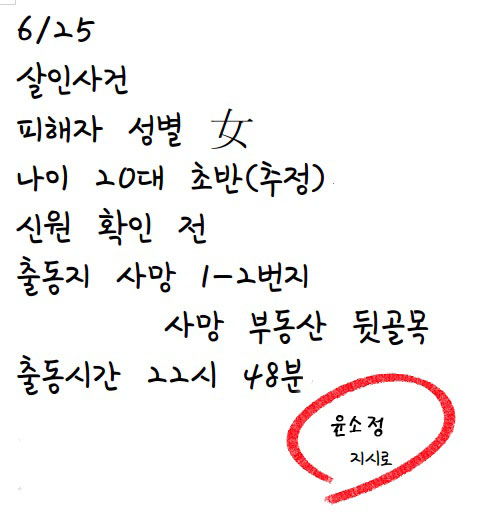 6/25
살인사건
피해자 성별 女
나이 20대 초반(추정)
신원 확인 전
출동지 사망 1-2번지
사망 부동산 뒷골목
출동시간 22시 48분
윤소정
지시로